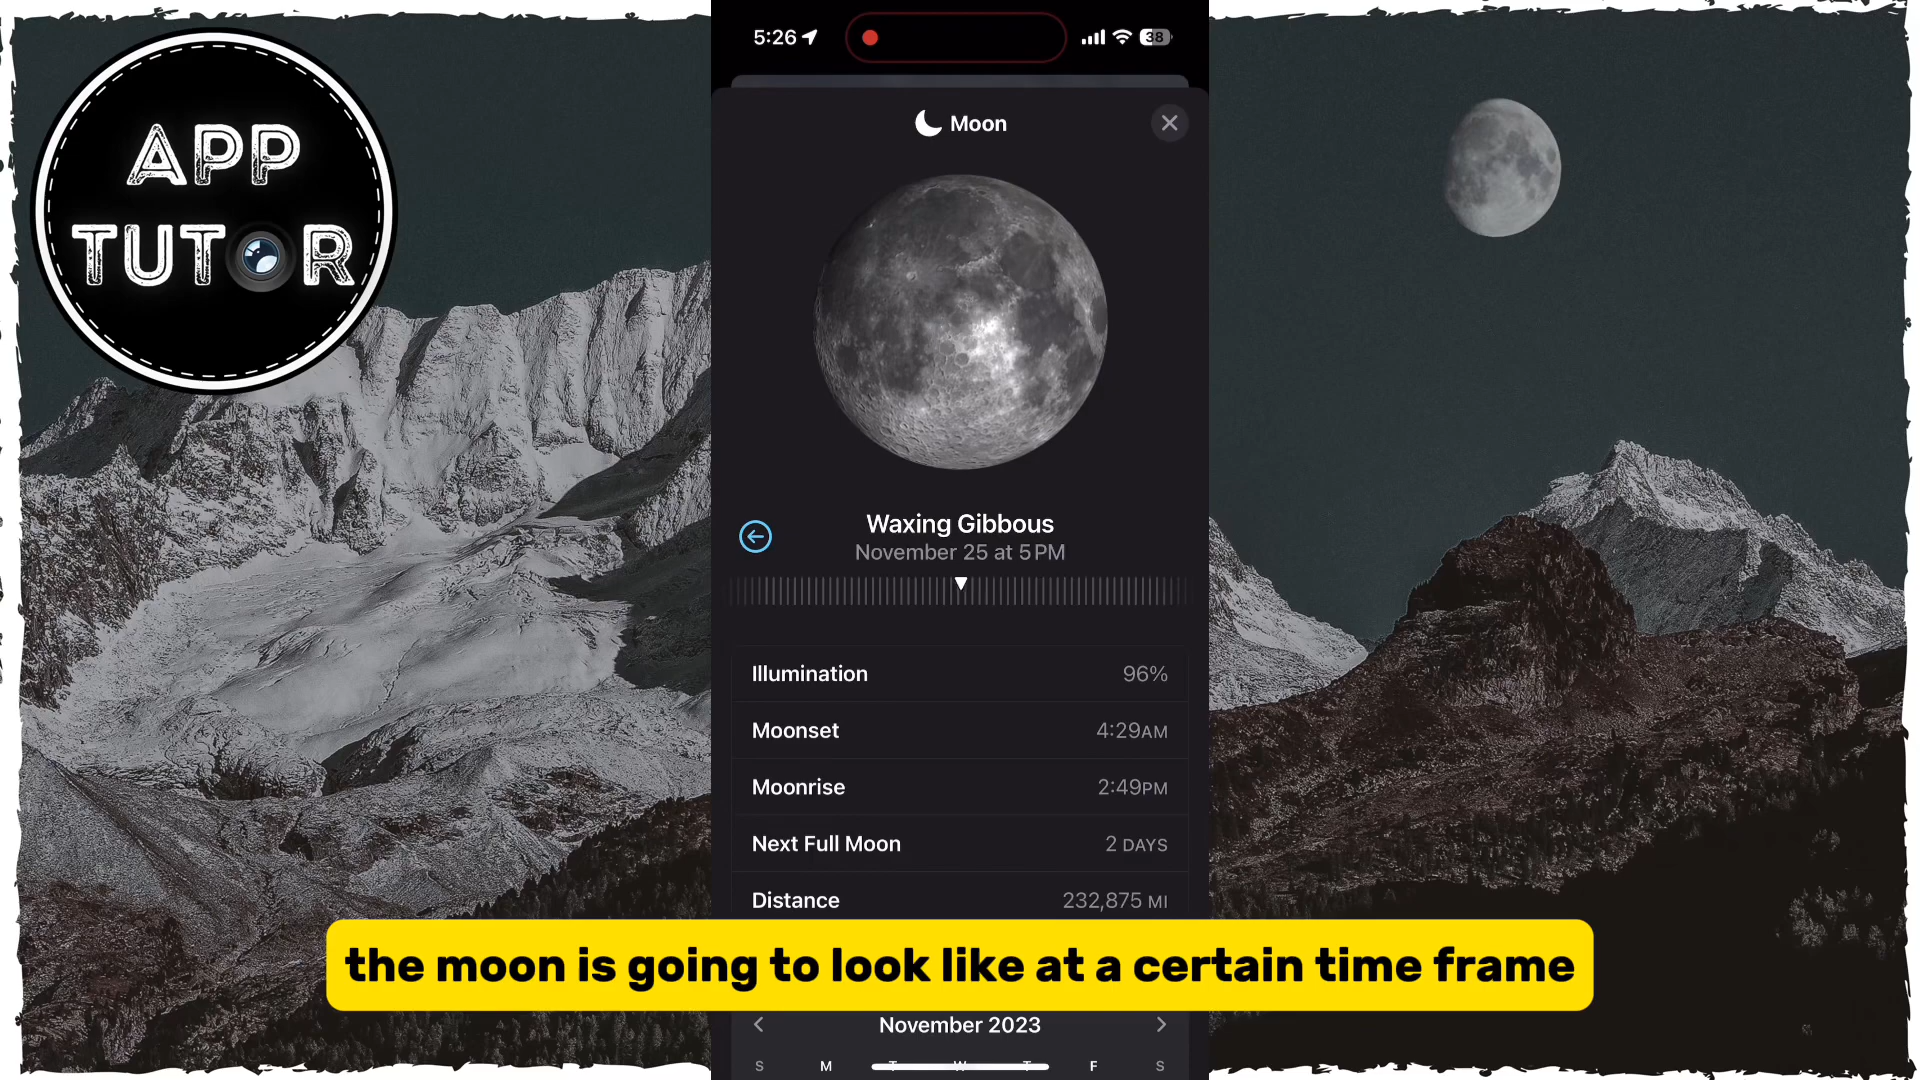 APP
TUTOR
5:26
38
Moon
Waxing Gibbous
November 25 at 5PM
Illumination 96%
Moonset 4:29AM
Moonrise 2:49PM
Next Full Moon 2 DAYS
Distance 232,875 MI
the moon is going to look like at a certain time frame
November 2023
S M T W T F S